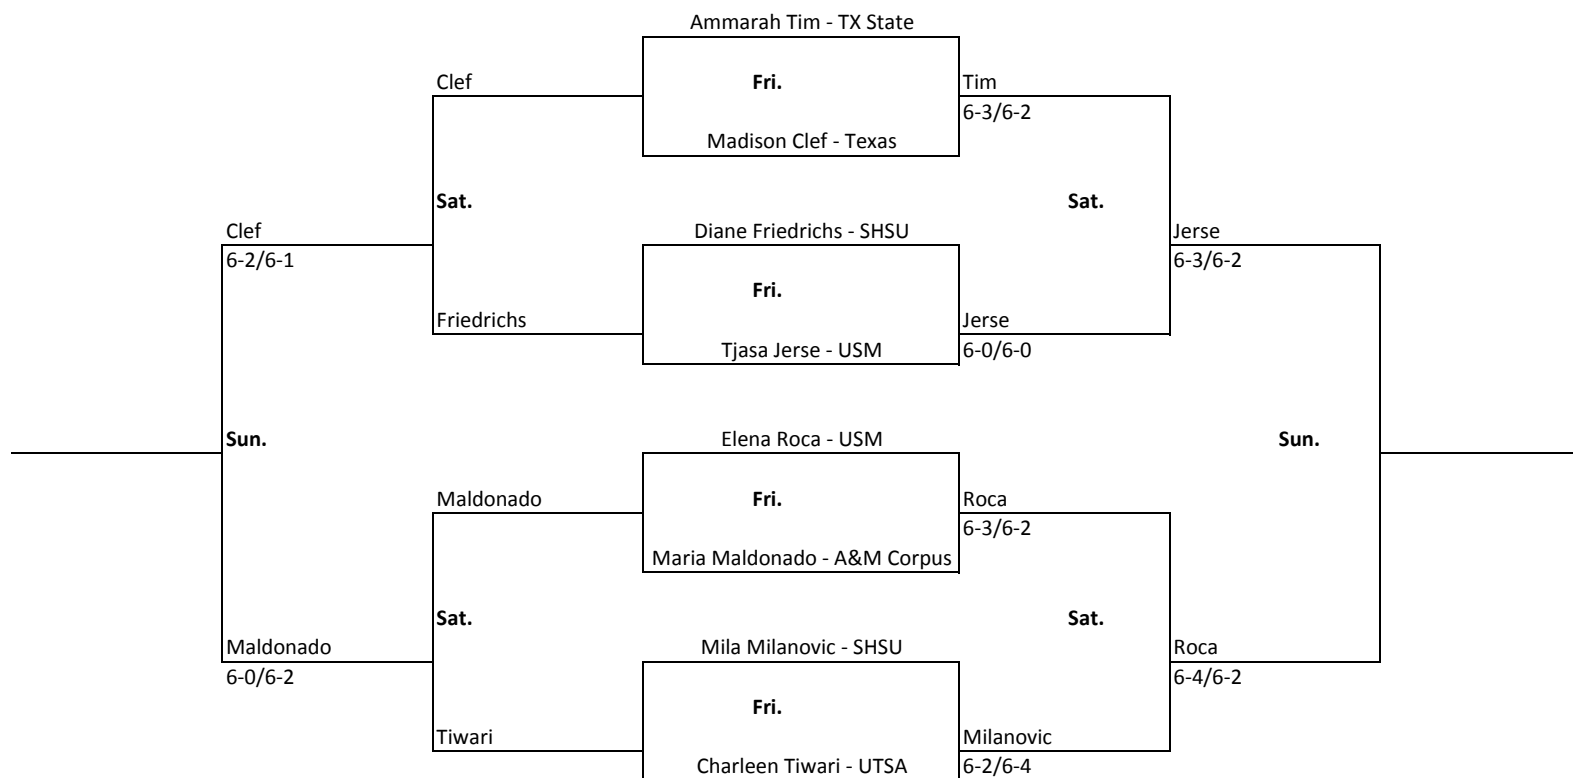 Ammarah Tim - TX State
Clef
Fri.
Tim
6-3/6-2
Madison Clef - Texas
Sat.
Sat.
Clef
Diane Friedrichs - SHSU
Jerse
6-2/6-1
6-3/6-2
Fri.
Friedrichs
Jerse
Tjasa Jerse - USM
6-0/6-0
Sun.
Elena Roca - USM
Sun.
Maldonado
Fri.
Roca
6-3/6-2
Maria Maldonado - A&M Corpus
Sat.
Sat.
Maldonado
Mila Milanovic - SHSU
Roca
6-0/6-2
6-4/6-2
Fri.
Tiwari
Milanovic
Charleen Tiwari - UTSA
6-2/6-4